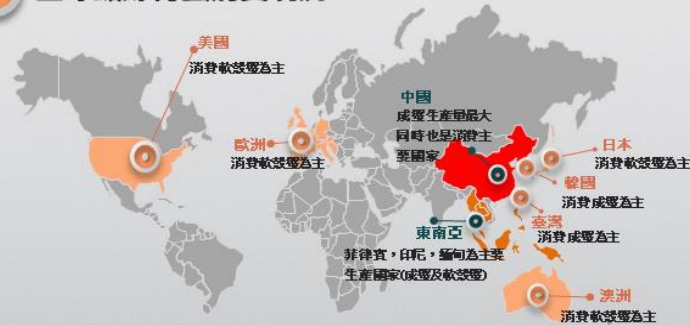 美國
消費軟殼蟹為主
中國
成蟹生產量最大
同時也是消費主
要國家
歐洲
消費軟殼蟹為主
日本
消費軟殼蟹為主
韓國
消費成蟹為主
臺灣
消費成蟹為主
東南亞
菲律賓,印尼,緬甸為主要
生產國家(成蟹及軟殼蟹)
澳洲
消費軟殼蟹為主